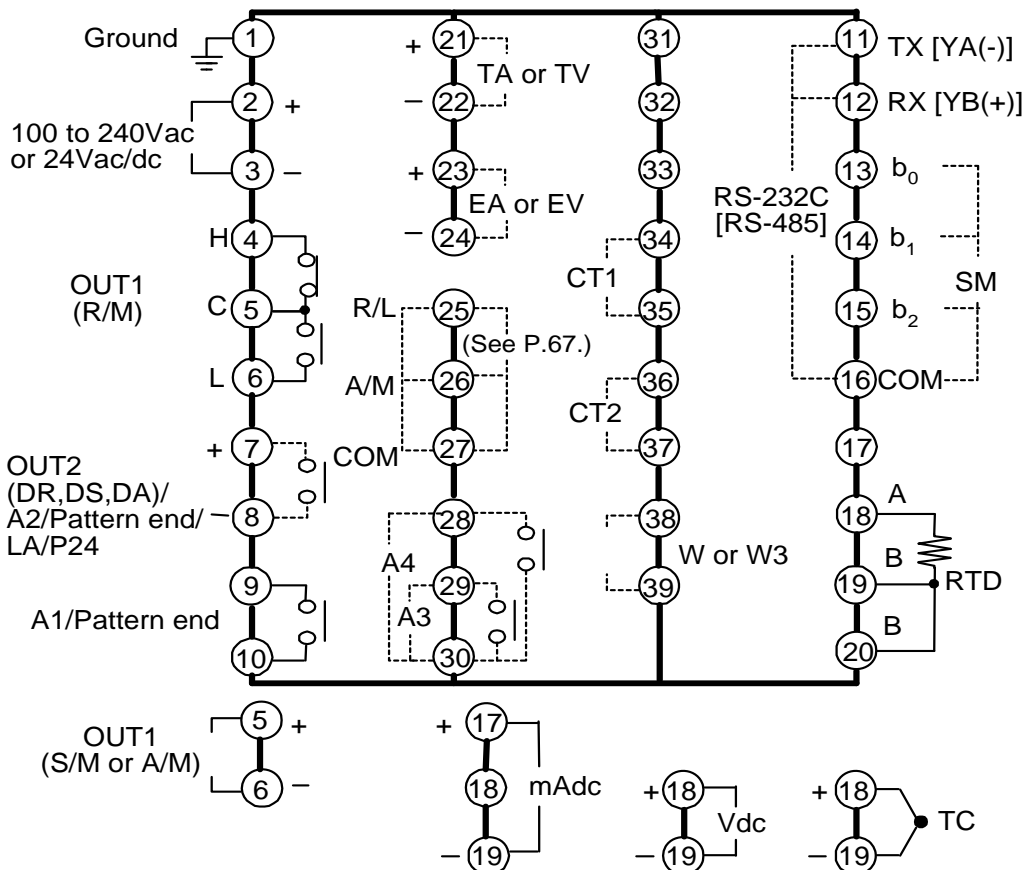 Ground
1
2
+
100 to 240Vac
or 24Vac/dc
3
–
H
4
OUT1
(R/M)
C
5
L
6
+
7
OUT2
(DR,DS,DA)/
A2/Pattern end/
LA/P24
8
9
A1/Pattern end
10
+
21
TA or TV
–
22
+
23
EA or EV
–
24
R/L
25
(See P.67.)
A/M
26
COM
27
28
A4
29
A3
30
31
32
33
34
CT1
35
36
CT2
37
38
W or W3
39
11
TX [YA(-)]
12
RX [YB(+)]
13
b0
RS-232C
[RS-485]
14
b1
SM
15
b2
16
COM
17
18
A
19
B
RTD
20
B
OUT1
(S/M or A/M)
5
+
6
–
+
17
18
mAdc
–
19
+
18
Vdc
–
19
+
18
TC
–
19